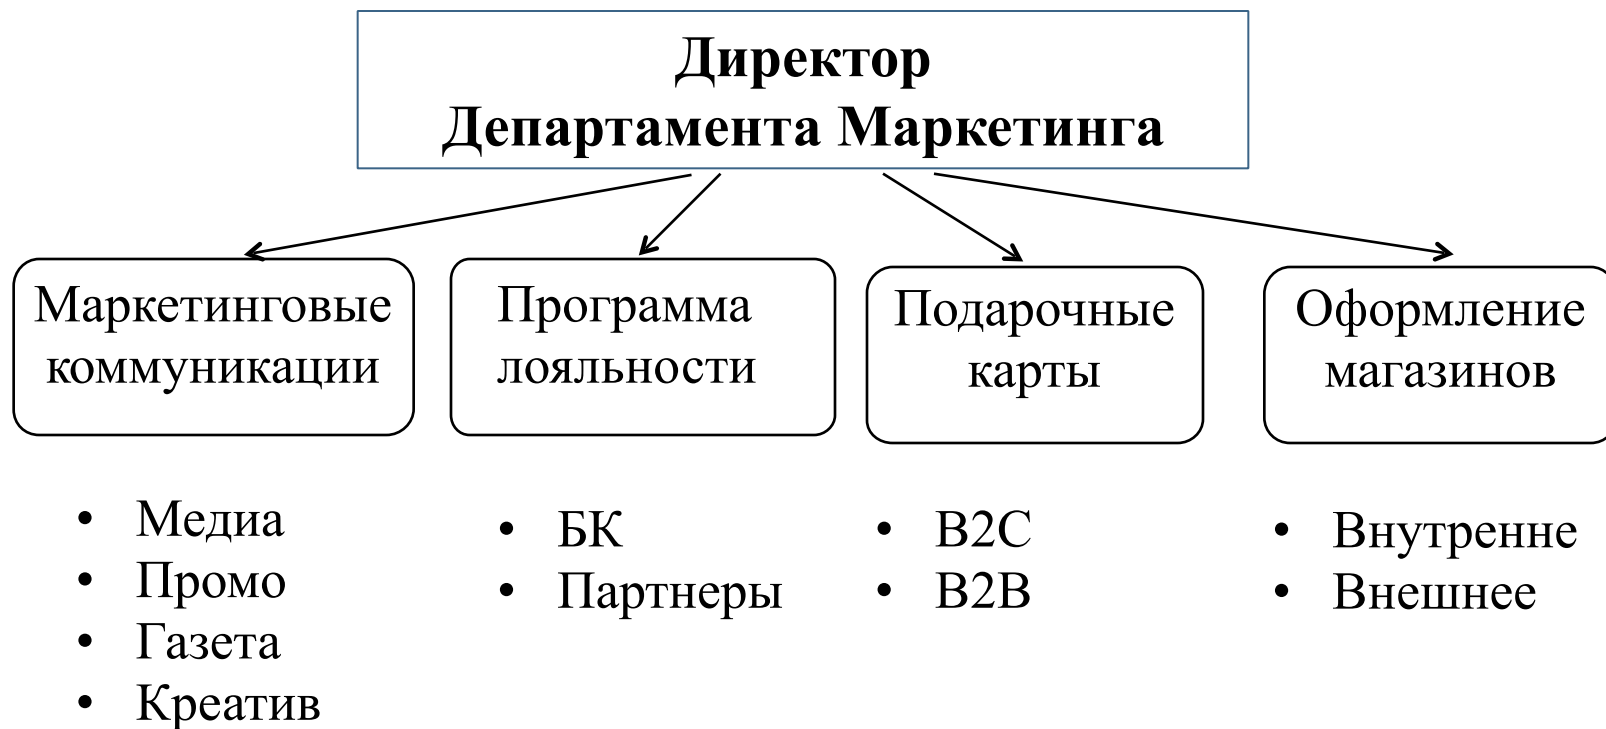 Директор
Департамента Маркетинга
Маркетинговые
коммуникации
Программа
лояльности
Подарочные
карты
Оформление
магазинов
• Медиа
• Промо
• Газета
• Креатив
• БК
• Партнеры
• B2C
• B2B
• Внутренне
• Внешнее